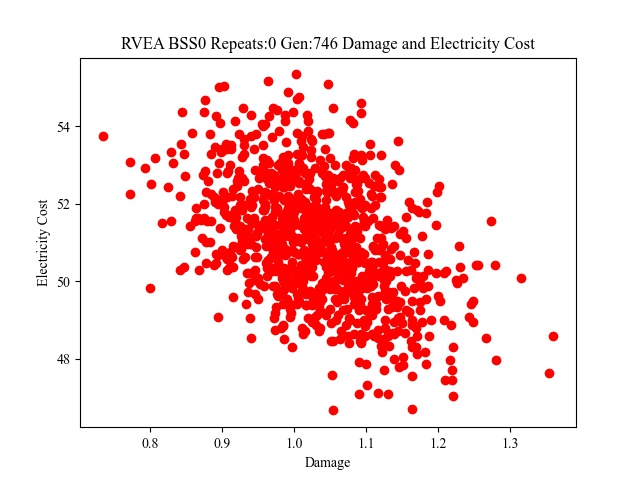 RVEA BSS0 Repeats:0 Gen:746 Damage and Electricity Cost
54
52
50
48
Electricity Cost
0.8 0.9 1.0 1.1 1.2 1.3
Damage